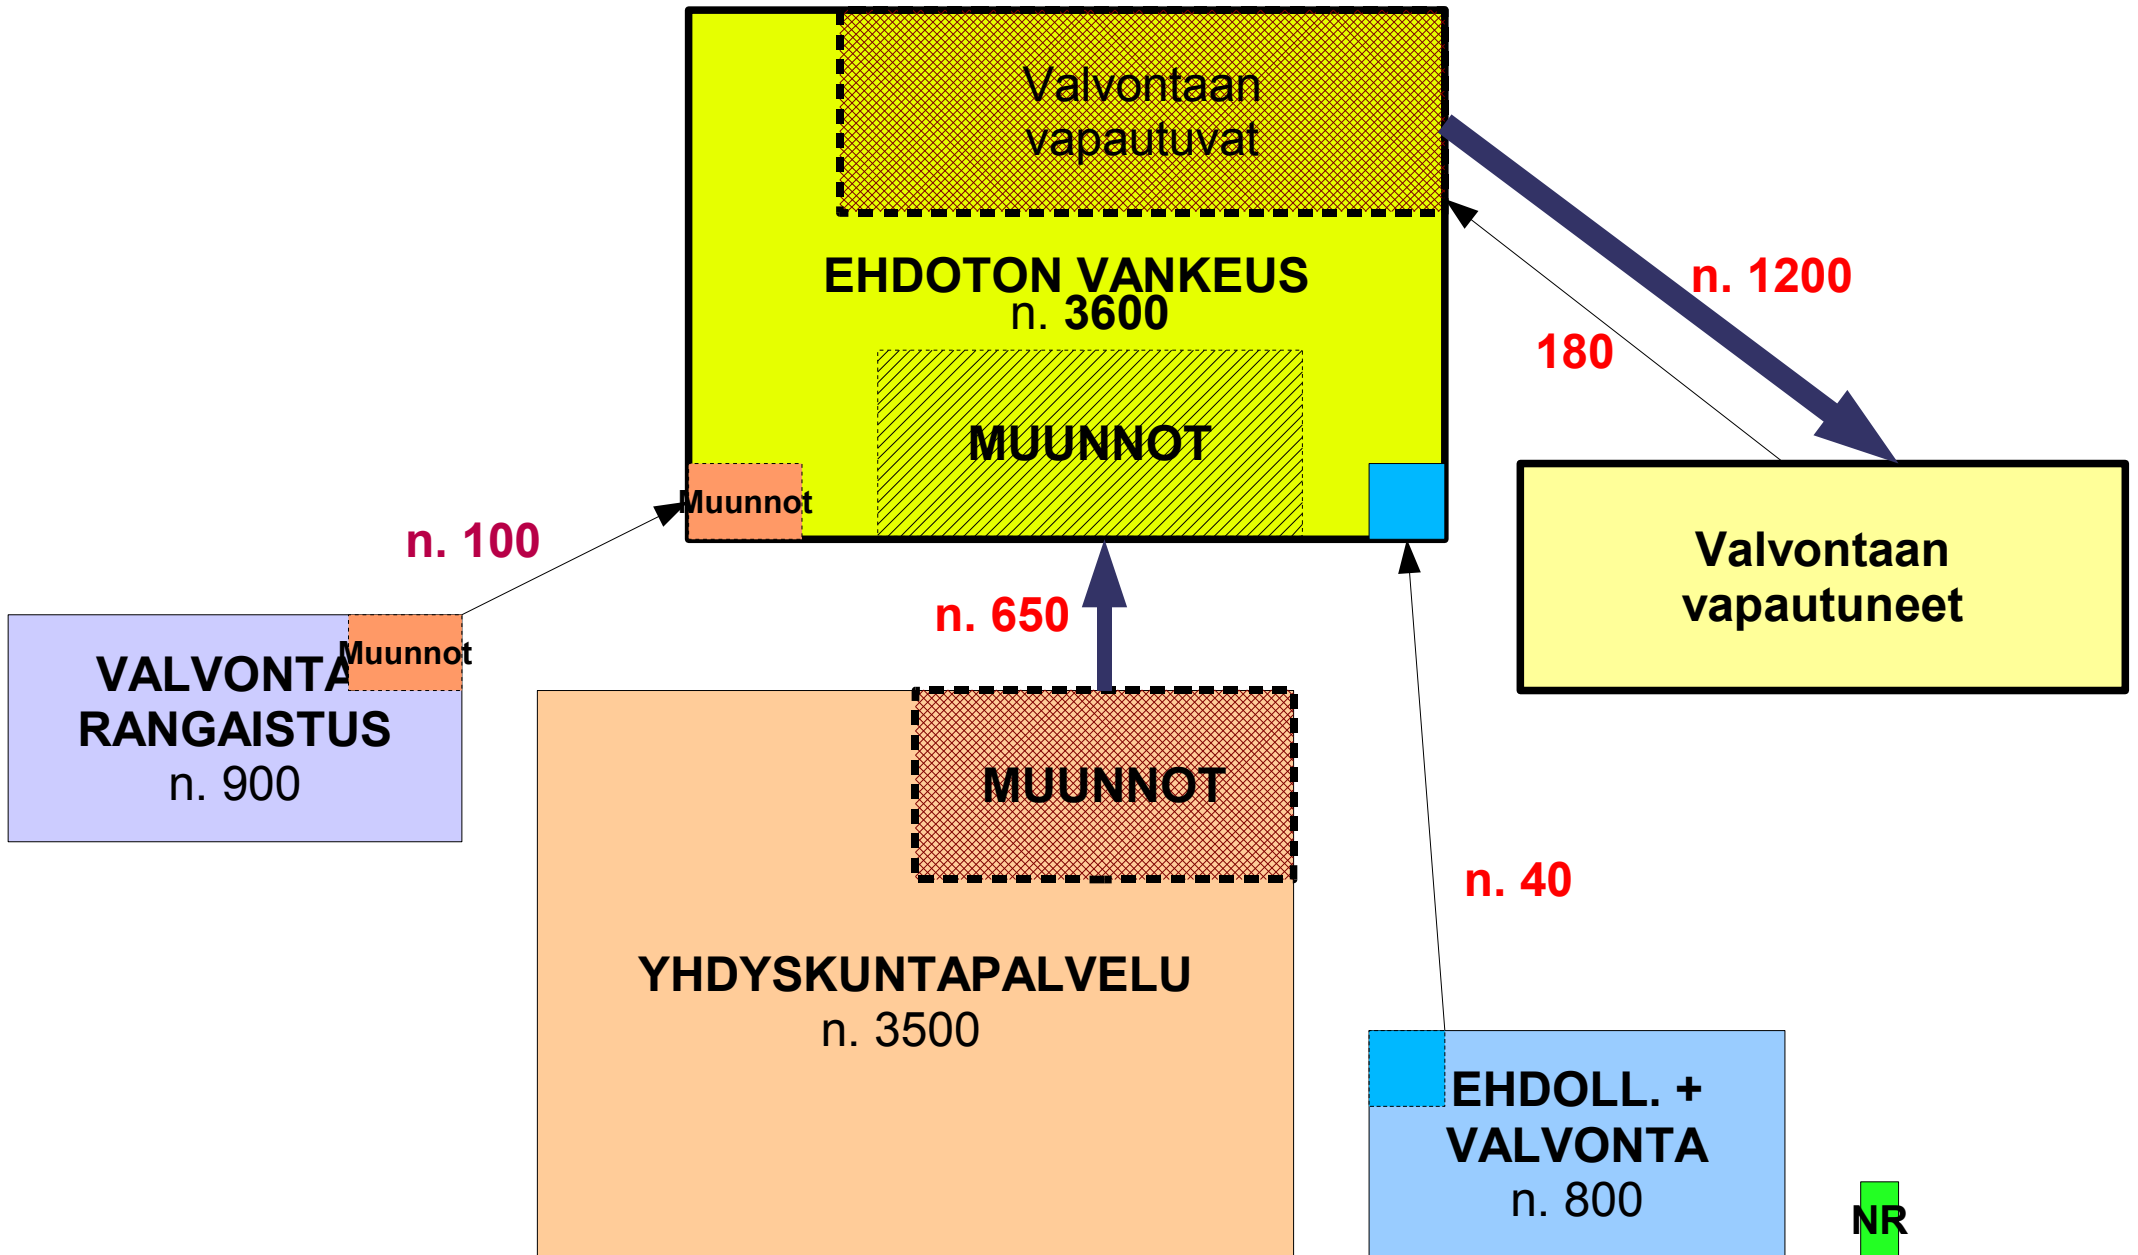 Valvontaan
vapautuvat
EHDOTON VANKEUS
n. 3600
n. 1200
180
MUUNNOT
Muunnot
n. 100
Valvontaan
vapautuneet
n. 650
Muunnot
VALVONTA
RANGAISTUS
n. 900
MUUNNOT
n. 40
YHDYSKUNTAPALVELU
n. 3500
EHDOLL. +
VALVONTA
n. 800
NR